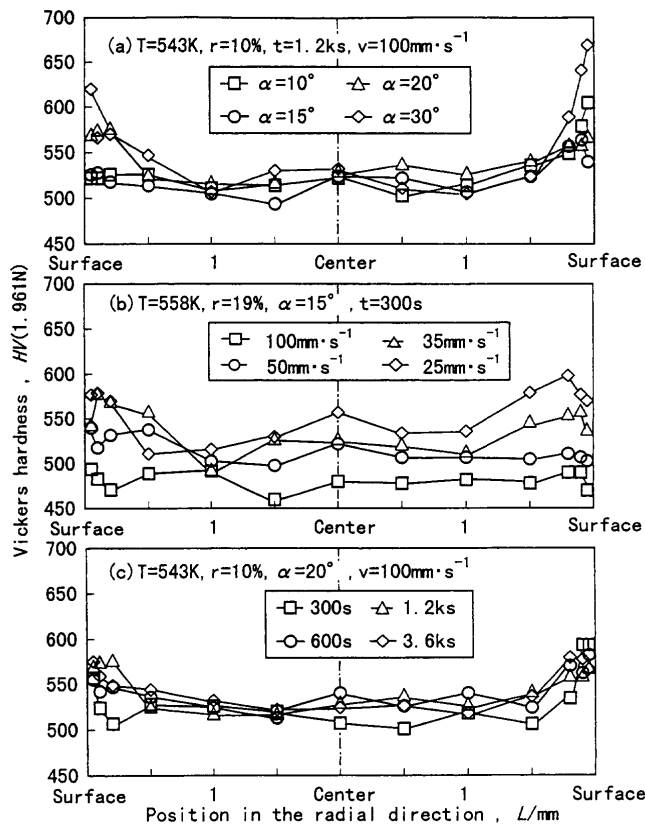 Vickers hardness , HV(1.961N)
700
650
600
550
500
450
(a) T=543K, r=10%, t=1.2ks, v=100mm·s⁻¹
α=10° α=20°
α=15° α=30°
Surface 1 Center 1 Surface
700
650
600
550
500
450
(b) T=558K, r=19%, α=15° , t=300s
100mm·s⁻¹ 35mm·s⁻¹
50mm·s⁻¹ 25mm·s⁻¹
Surface 1 Center 1 Surface
700
650
600
550
500
450
(c) T=543K, r=10%, α=20° , v=100mm·s⁻¹
300s 1.2ks
600s 3.6ks
Surface 1 Center 1 Surface
Position in the radial direction , L/mm